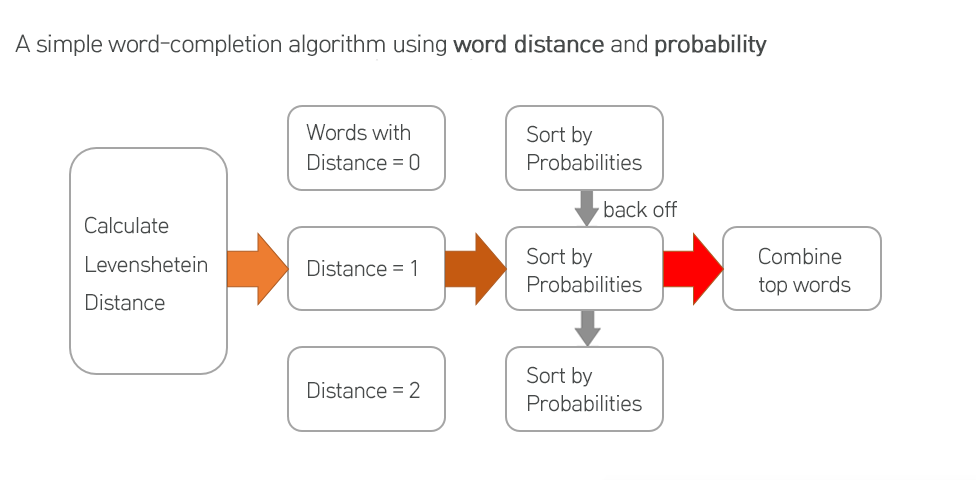 A simple word-completion algorithm using word distance and probability
Calculate
Levenshetein
Distance
Words with
Distance = 0
Distance = 1
Distance = 2
Sort by
Probabilities
back off
Sort by
Probabilities
Sort by
Probabilities
Combine
top words